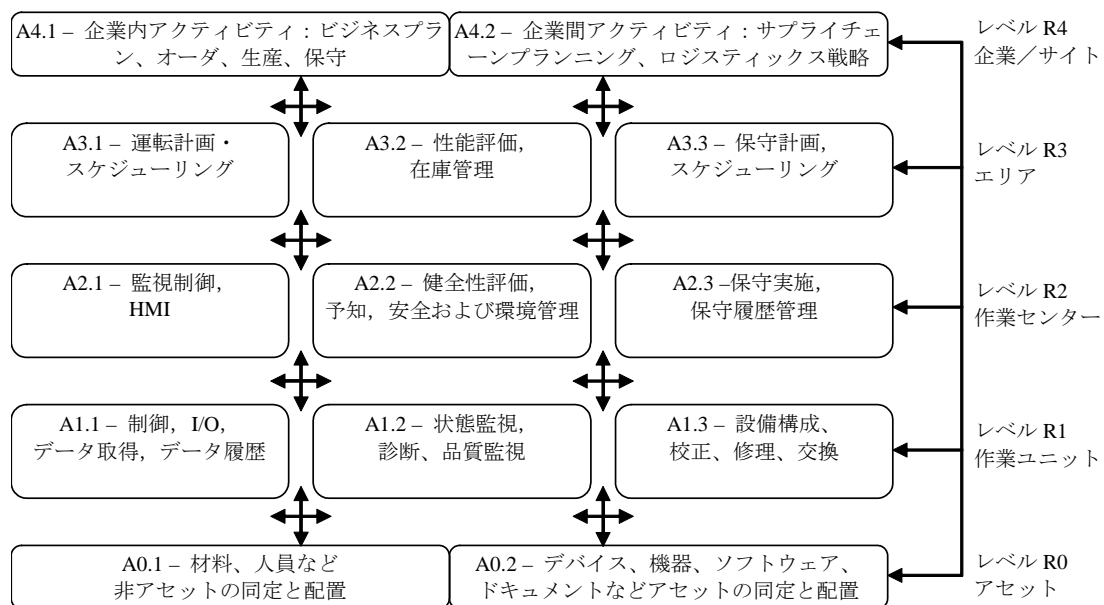 A4.1 – 企業内アクティビティ：ビジネスプラ
ン、オーダ、生産、保守
A4.2 – 企業間アクティビティ：サプライチェ
ーンプランニング、ロジスティックス戦略
レベル R4
企業／サイト
A3.1 – 運転計画・
スケジューリング
A3.2 – 性能評価,
在庫管理
A3.3 – 保守計画,
スケジューリング
レベル R3
エリア
A2.1 – 監視制御,
HMI
A2.2 – 健全性評価,
予知，安全および環境管理
A2.3 –保守実施,
保守履歴管理
レベル R2
作業センター
A1.1 – 制御, I/O,
データ取得，データ履歴
A1.2 – 状態監視,
診断、品質監視
A1.3 – 設備構成、
校正、修理、交換
レベル R1
作業ユニット
A0.1 – 材料、人員など
非アセットの同定と配置
A0.2 – デバイス、機器、ソフトウェア、
ドキュメントなどアセットの同定と配置
レベル R0
アセット